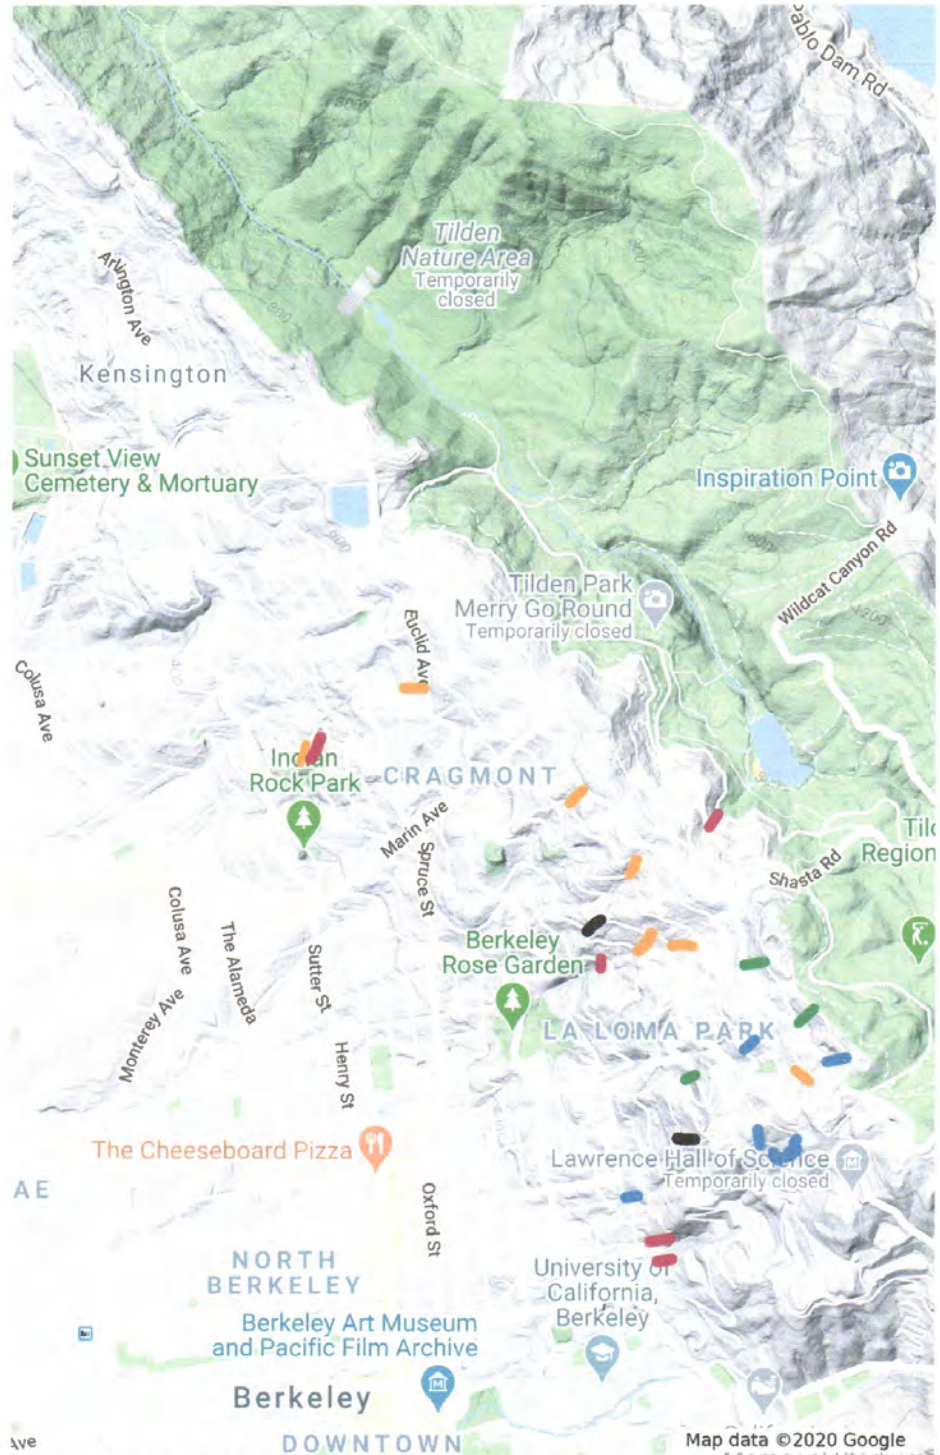 Pablo Dam Rd
Tilden
Nature Area
Temporarily
closed
Arlington Ave
Kensington
Sunset View
Cemetery & Mortuary
Inspiration Point
Wildcat Canyon Rd
Tilden Park
Merry Go Round
Temporarily closed
Euclid Ave
Colusa Ave
Indian
Rock Park
CRAGMONT
Marin Ave
Spruce St
Shasta Rd
Region
Colusa Ave
The Alameda
Sutter St
Berkeley
Rose Garden
Monterey Ave
LA LOMA PARK
Henry St
The Cheeseboard Pizza
Lawrence Hall of Science
Temporarily closed
AE
Oxford St
NORTH
BERKELEY
University of
California,
Berkeley
Berkeley Art Museum
and Pacific Film Archive
Berkeley
DOWNTOWN
Ave
Map data ©2020 Google